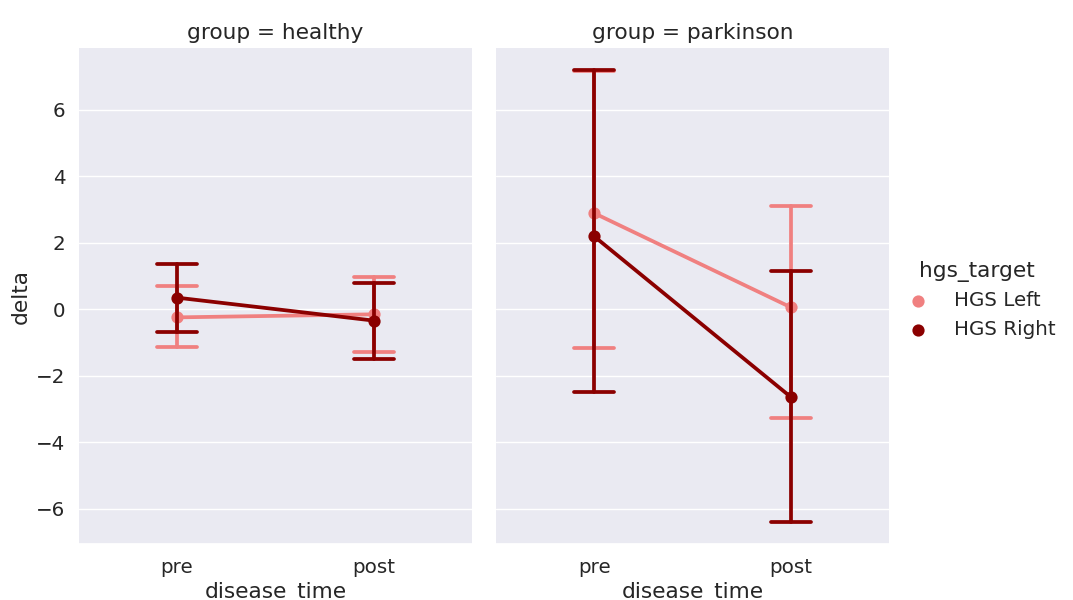 group = healthy
group = parkinson
delta
6
4
2
0
−2
−4
−6
pre
post
disease_time
pre
post
disease_time
hgs_target
HGS Left
HGS Right